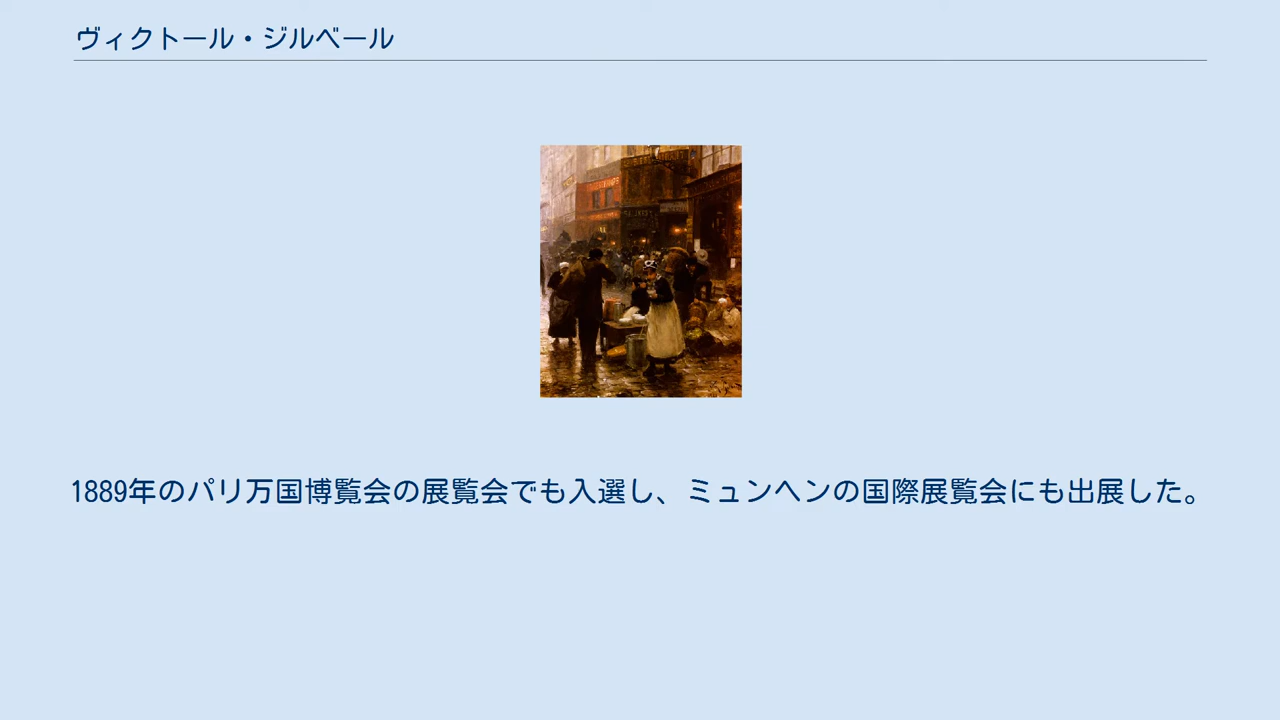 ヴィクトール・ジルベール
1889年のパリ万国博覧会の展覧会でも入選し、ミュンヘンの国際展覧会にも出展した。